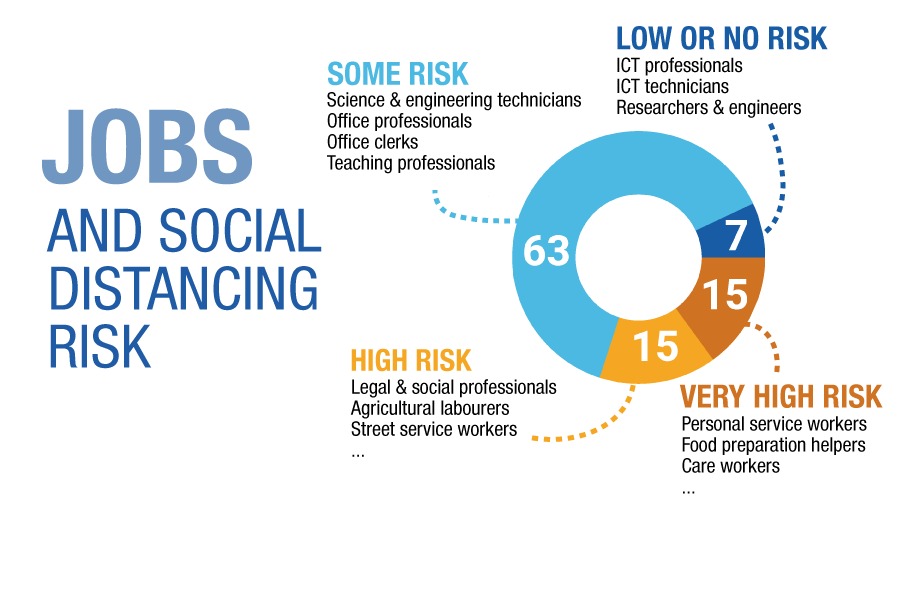 JOBS
AND SOCIAL
DISTANCING
RISK
SOME RISK
Science & engineering technicians
Office professionals
Office clerks
Teaching professionals
LOW OR NO RISK
ICT professionals
ICT technicians
Researchers & engineers
63
7
15
15
HIGH RISK
Legal & social professionals
Agricultural labourers
Street service workers
...
VERY HIGH RISK
Personal service workers
Food preparation helpers
Care workers
...